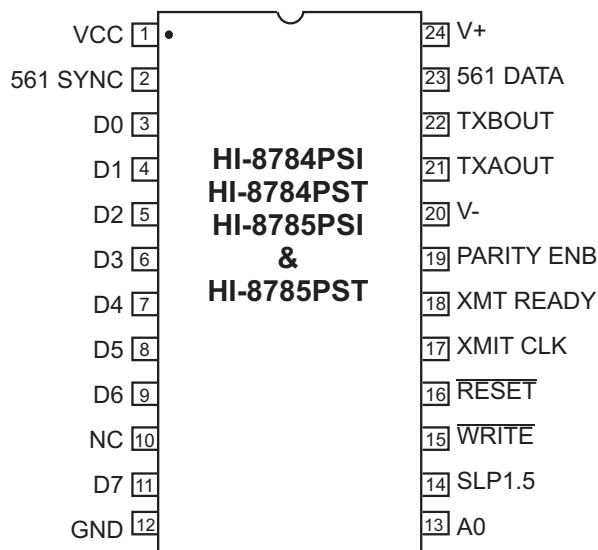 VCC 1 24 V+
561 SYNC 2 23 561 DATA
D0 3 22 TXBOUT
D1 4 21 TXAOUT
D2 5 20 V-
D3 6 19 PARITY ENB
D4 7 18 XMT READY
D5 8 17 XMIT CLK
D6 9 16 RESET
NC 10 15 WRITE
D7 11 14 SLP1.5
GND 12 13 A0
HI-8784PSI
HI-8784PST
HI-8785PSI
&
HI-8785PST